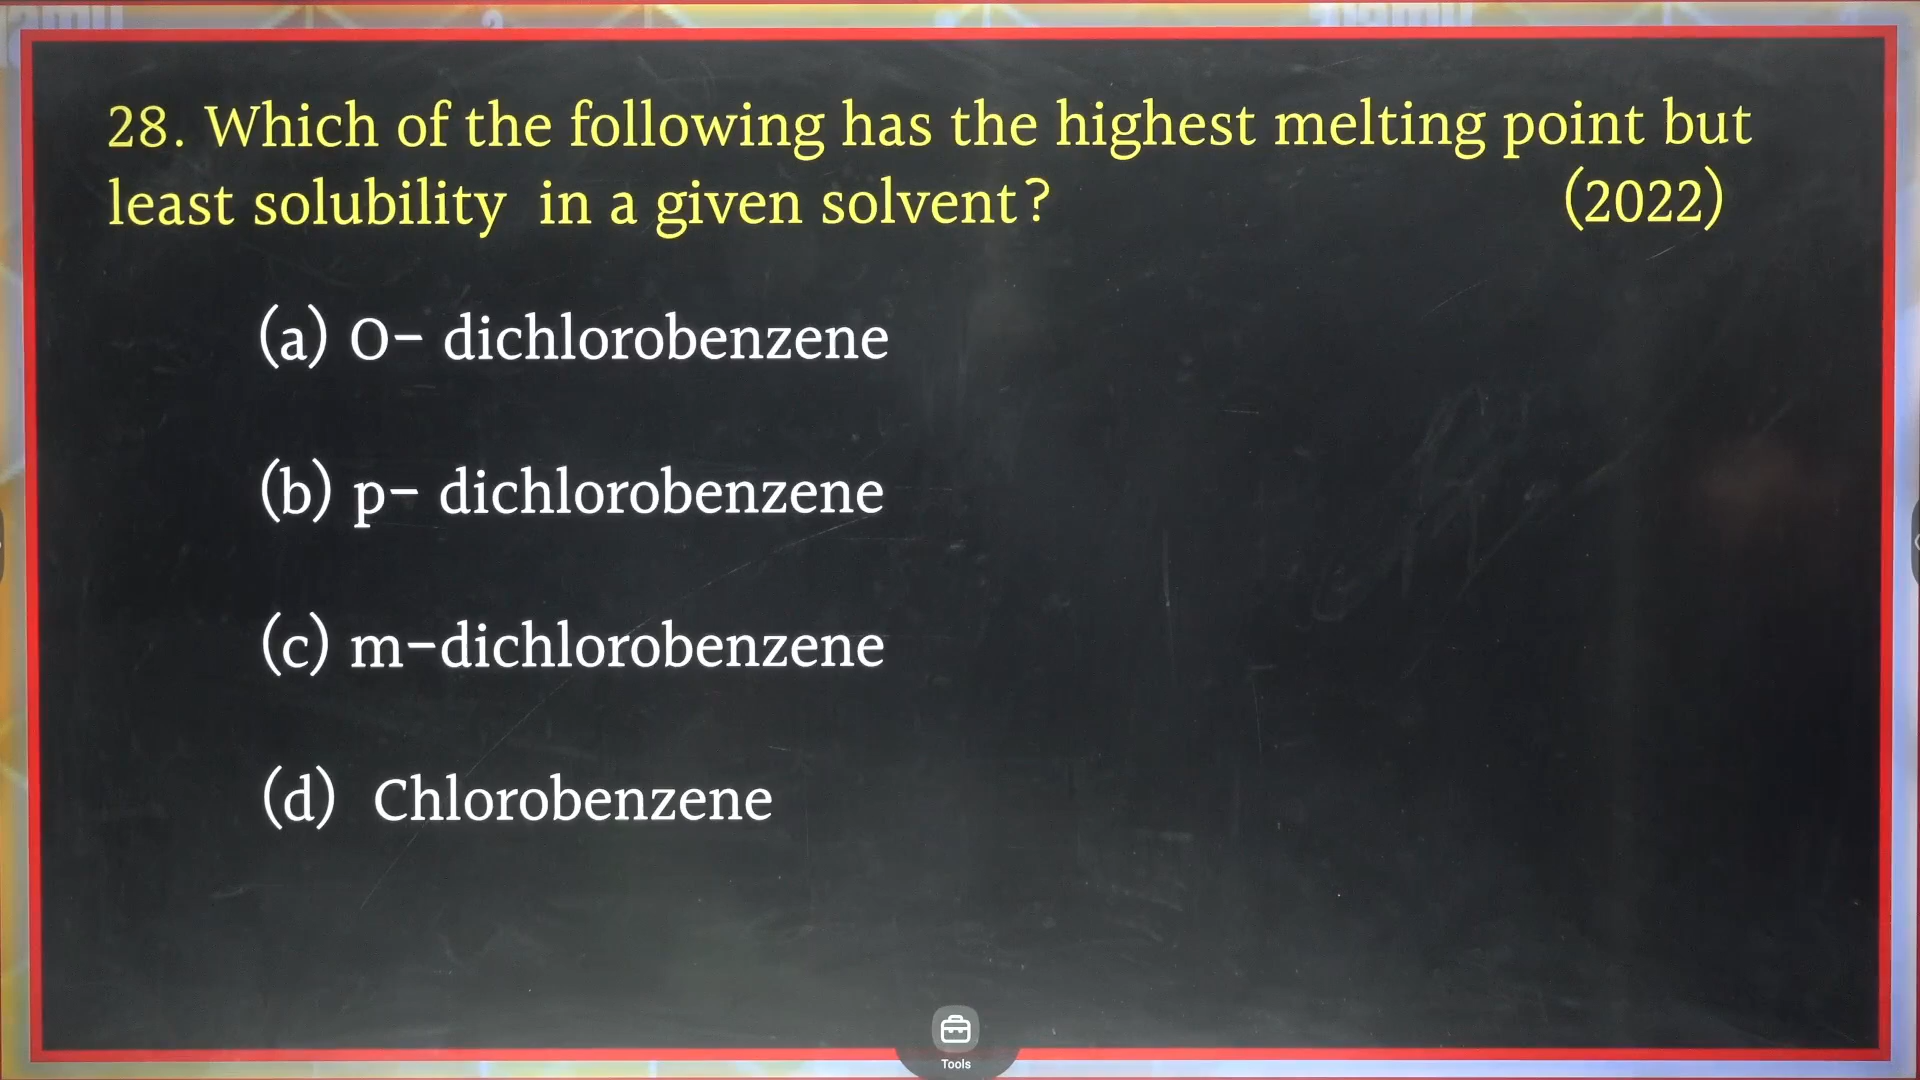 28. Which of the following has the highest melting point but
least solubility in a given solvent? (2022)
(a) O- dichlorobenzene
(b) p- dichlorobenzene
(c) m-dichlorobenzene
(d) Chlorobenzene
Tools